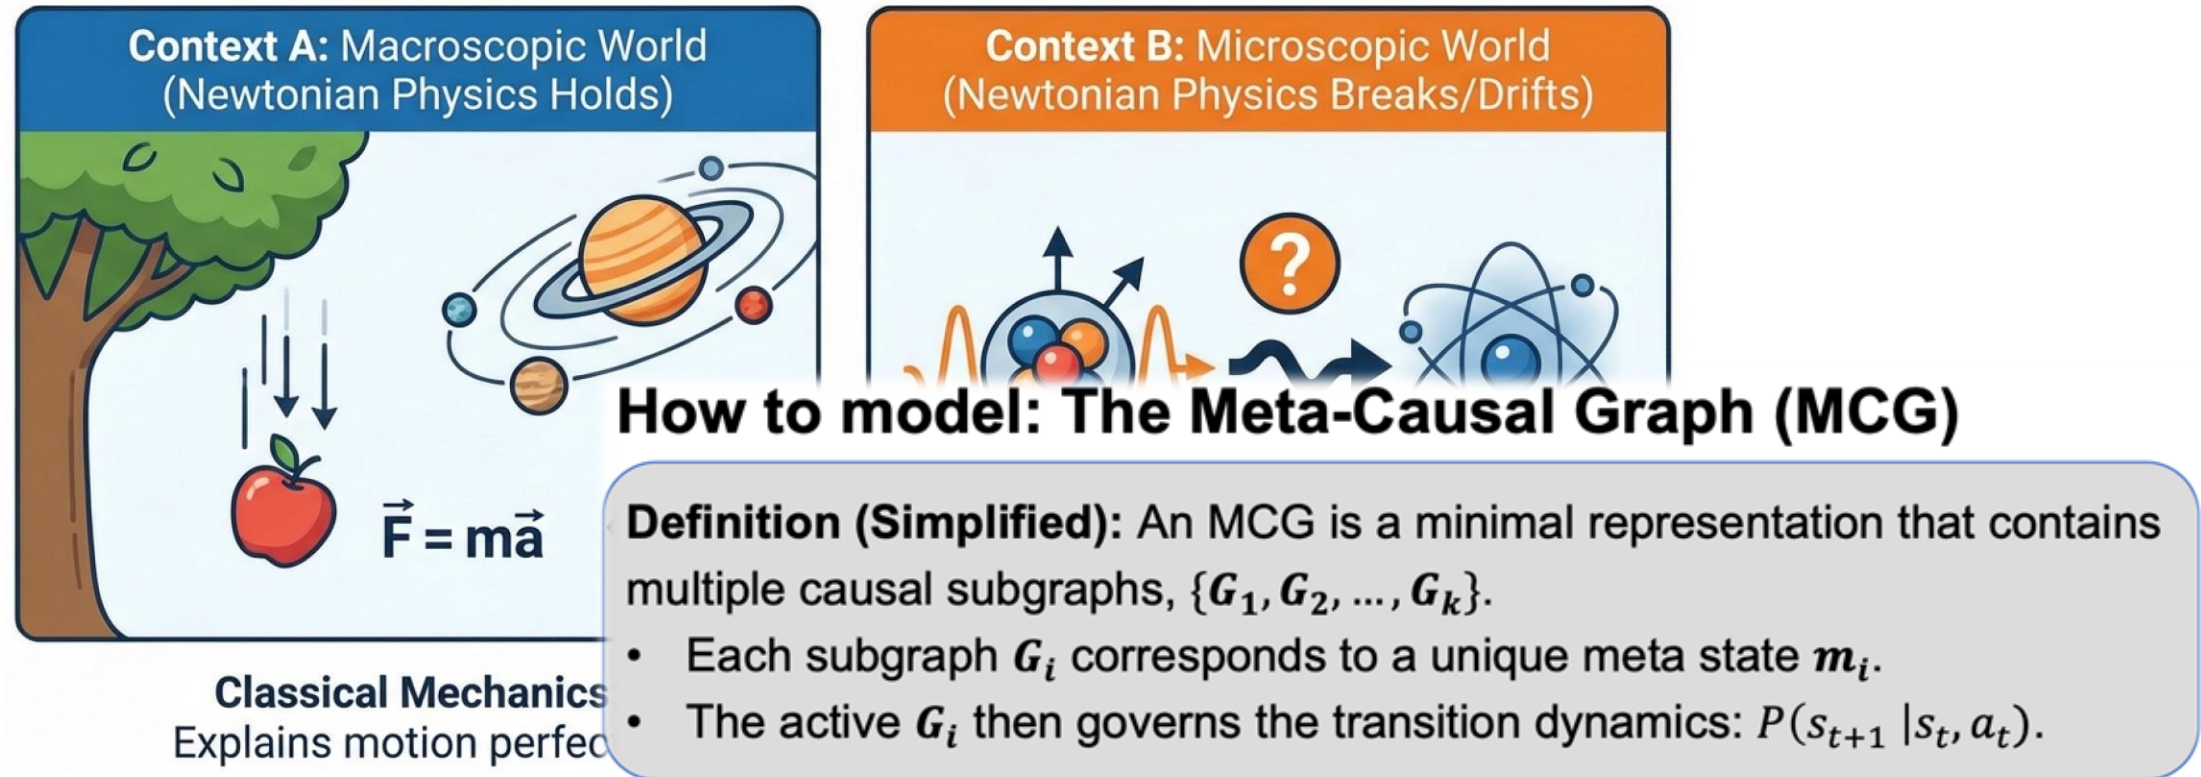 Context A: Macroscopic World
(Newtonian Physics Holds)
Context B: Microscopic World
(Newtonian Physics Breaks/Drifts)
?
F⃗ = ma⃗
Classical Mechanics
Explains motion perfec
How to model: The Meta-Causal Graph (MCG)
Definition (Simplified): An MCG is a minimal representation that contains
multiple causal subgraphs, {G₁, G₂, ..., Gₖ}.
• Each subgraph Gᵢ corresponds to a unique meta state mᵢ.
• The active Gᵢ then governs the transition dynamics: P(sₜ₊₁ |sₜ, aₜ).